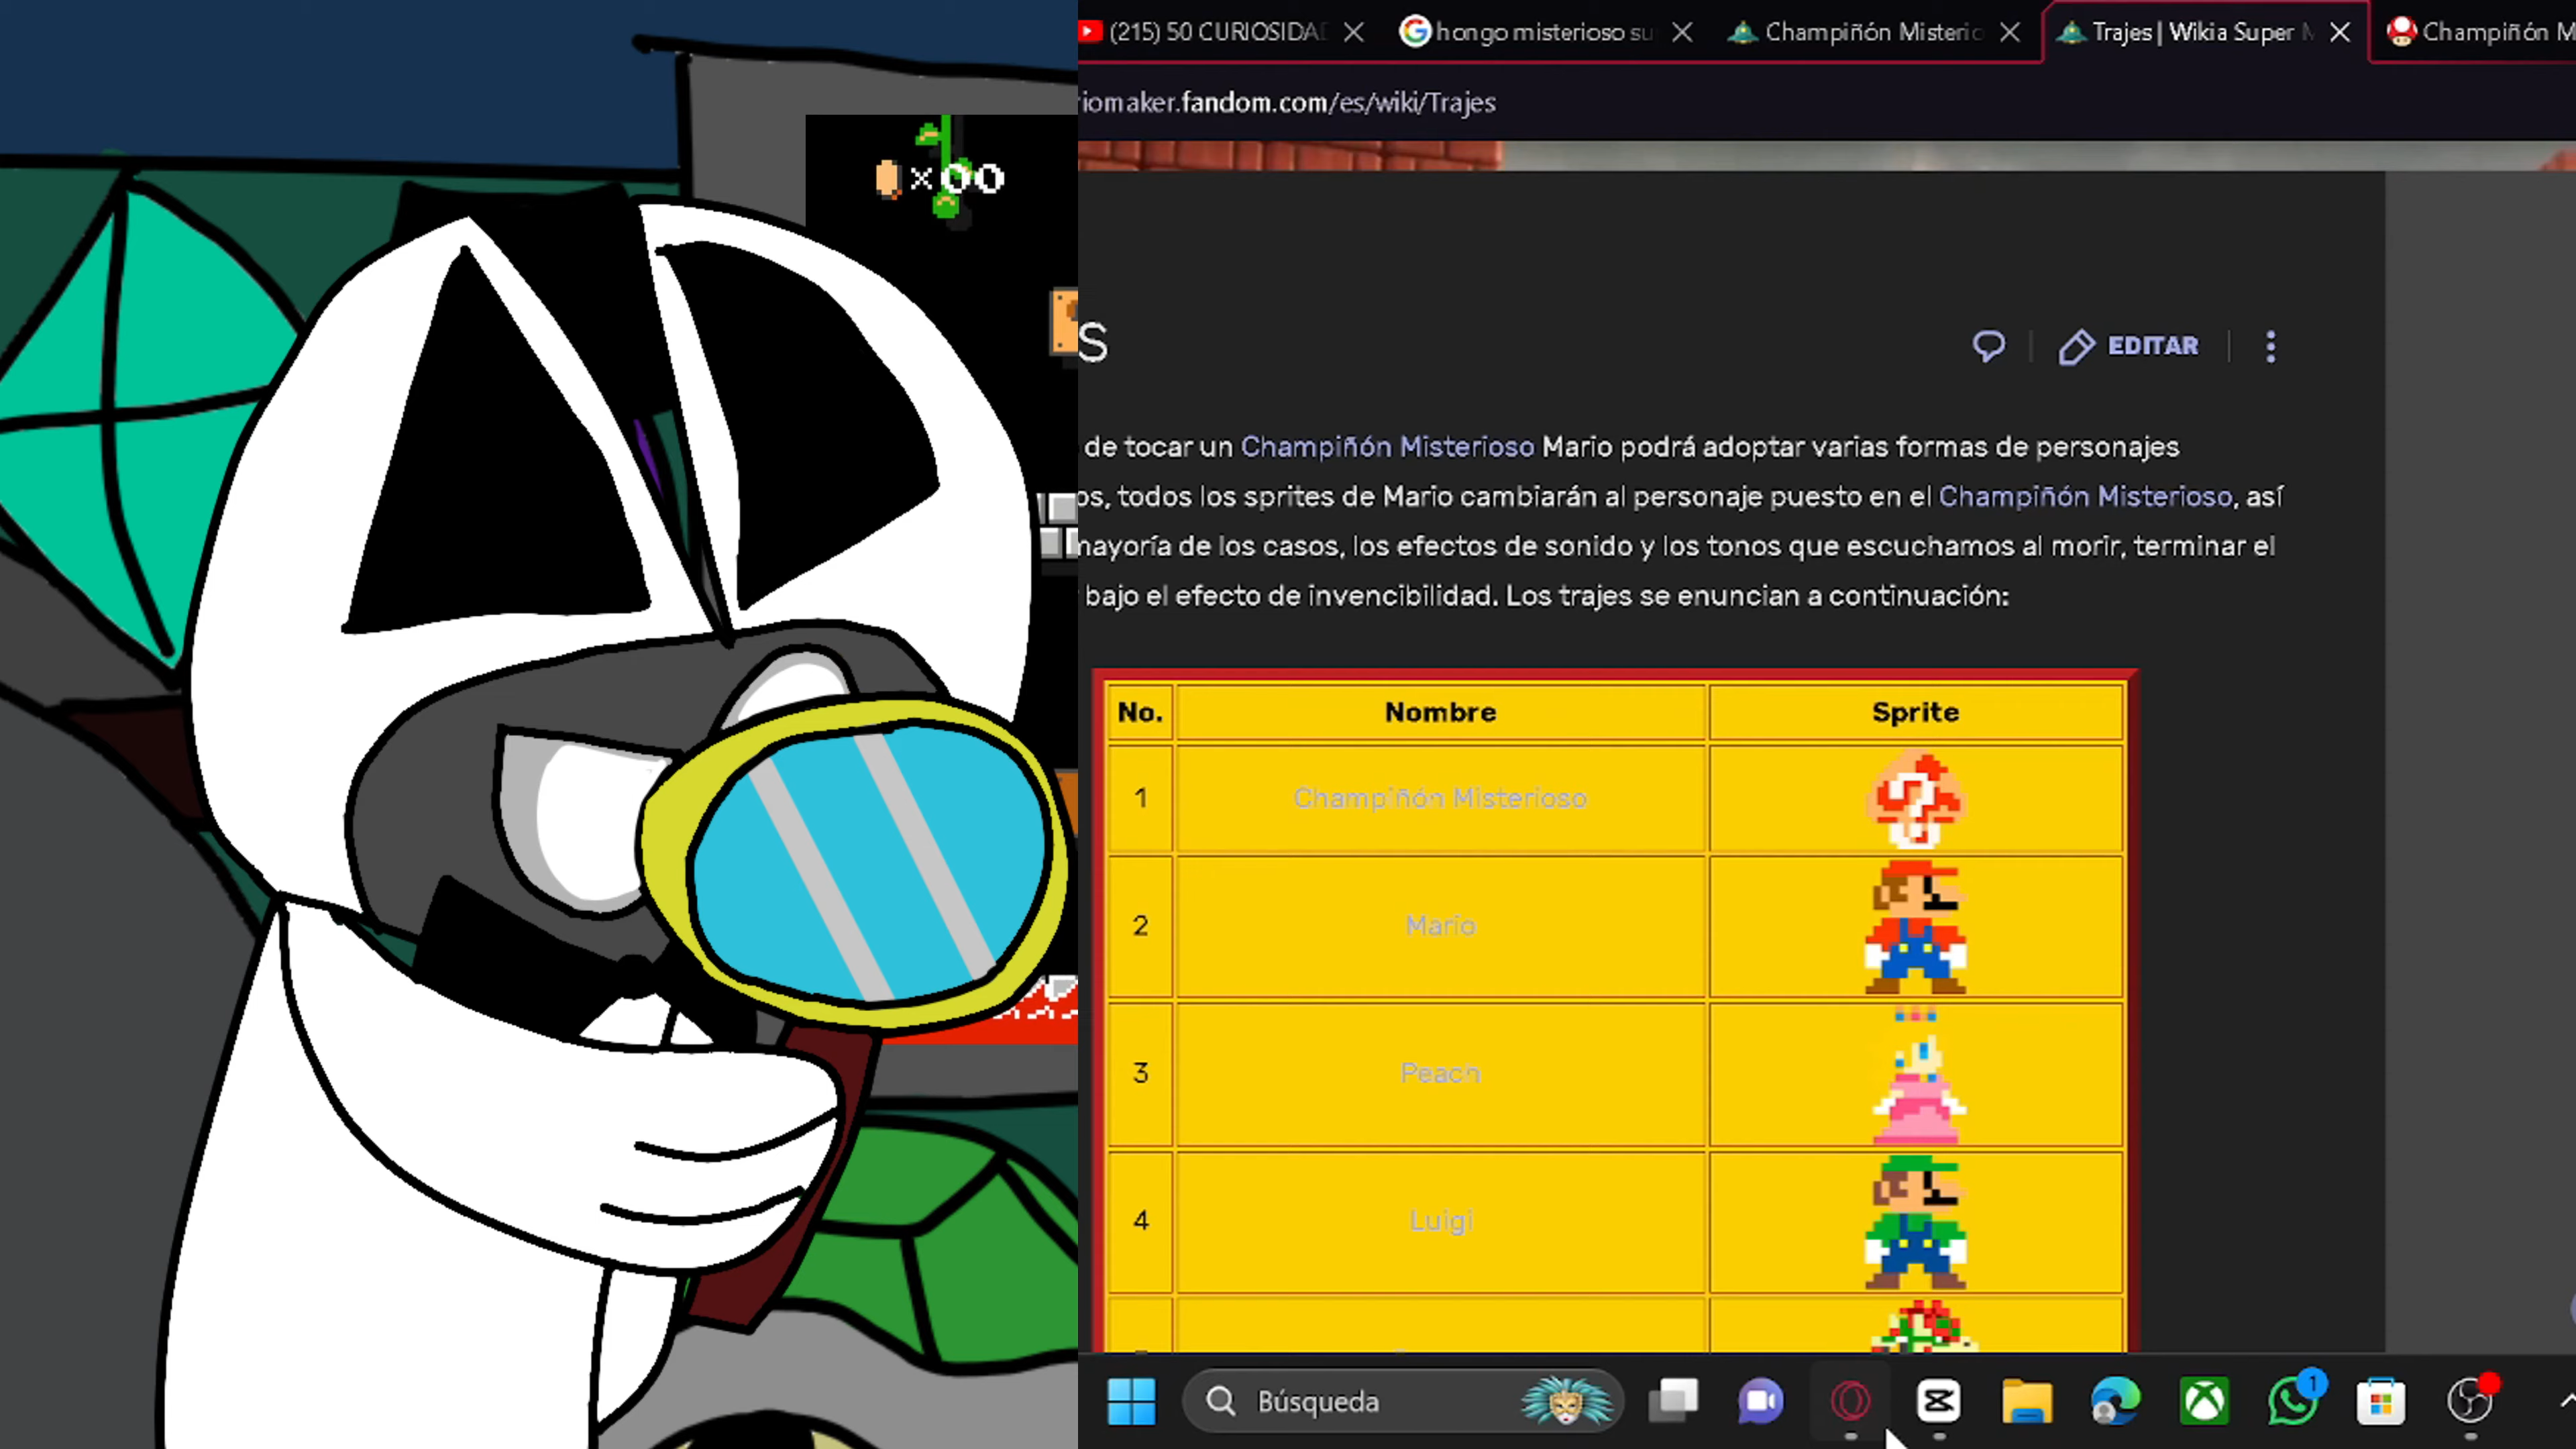 ×00
(215) 50 CURIOSIDA
hongo misterioso su
Champiñón Misterio
Trajes | Wikia Super M
Champiñón M
riomaker.fandom.com/es/wiki/Trajes
S
EDITAR
de tocar un Champiñón Misterioso Mario podrá adoptar varias formas de personajes
os, todos los sprites de Mario cambiarán al personaje puesto en el Champiñón Misterioso, así
mayoría de los casos, los efectos de sonido y los tonos que escuchamos al morir, terminar el
bajo el efecto de invencibilidad. Los trajes se enuncian a continuación:
No. Nombre Sprite
1 Champiñón Misterioso
2 Mario
3 Peach
4 Luigi
Búsqueda
1